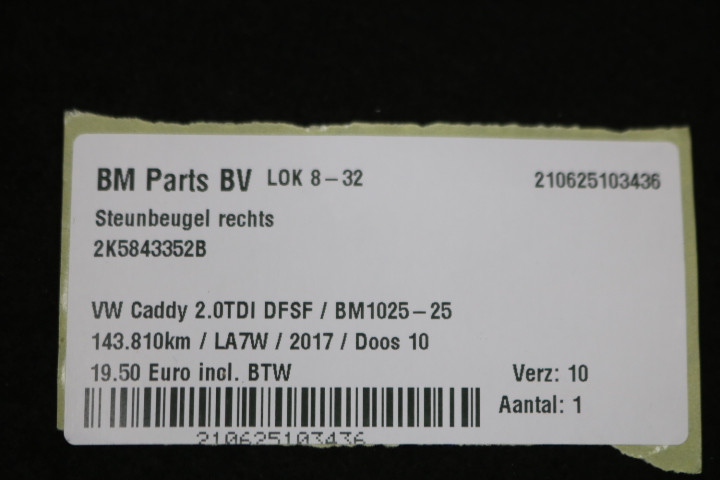 BM Parts BV LOK 8-32 210625103436
Steunbeugel rechts
2K5843352B
VW Caddy 2.0TDI DFSF / BM1025-25
143.810km / LA7W / 2017 / Doos 10
19.50 Euro incl. BTW Verz: 10
Aantal: 1
210625103436